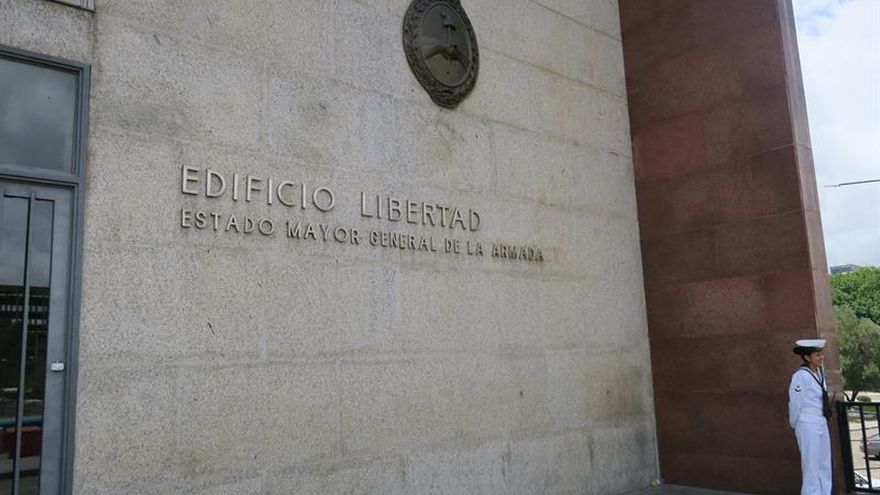 EDIFICIO LIBERTAD
ESTADO MAYOR GENERAL DE LA ARMADA